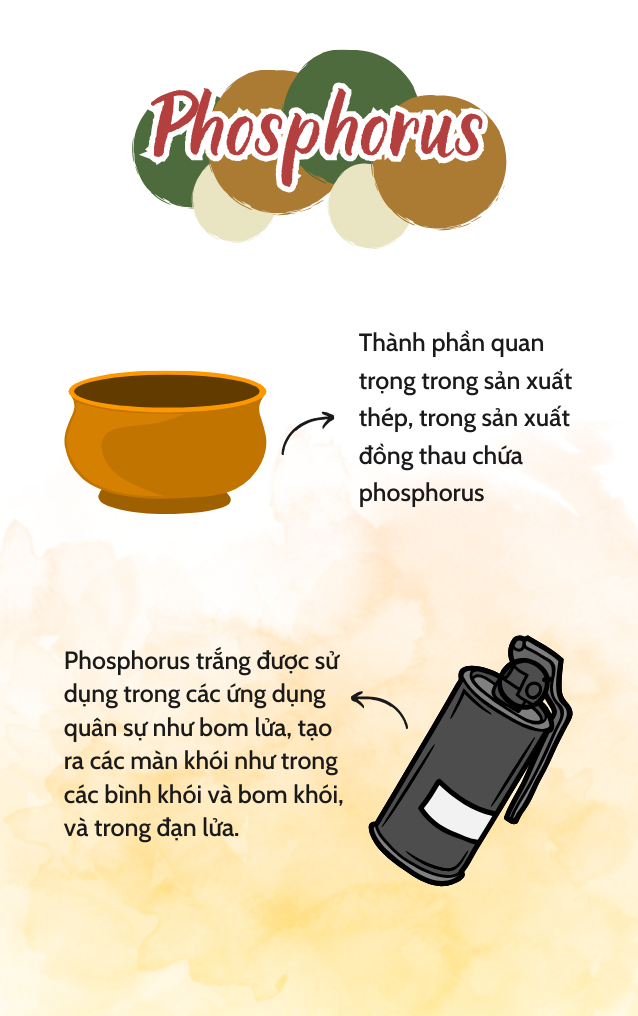 Phosphorus
Thành phần quan
trọng trong sản xuất
thép, trong sản xuất
đồng thau chứa
phosphorus
Phosphorus trắng được sử
dụng trong các ứng dụng
quân sự như bom lửa, tạo
ra các màn khói như trong
các bình khói và bom khói,
và trong đạn lửa.